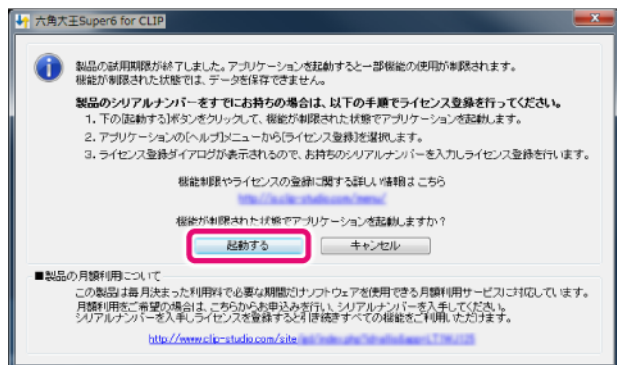 六角大王Super6 for CLIP
製品の試用期限が終了しました。アプリケーションを起動すると一部機能の使用が制限されます。
機能が制限された状態では、データを保存できません。
製品のシリアルナンバーをすでにお持ちの場合は、以下の手順でライセンス登録を行ってください。
1. 下の[起動する]ボタンをクリックして、機能が制限された状態でアプリケーションを起動します。
2. アプリケーションの[ヘルプ]メニューから[ライセンス登録]を選択します。
3. ライセンス登録ダイアログが表示されるので、お持ちのシリアルナンバーを入力しライセンス登録を行います。
機能制限やライセンスの登録に関する詳しい情報はこちら
機能が制限された状態でアプリケーションを起動しますか?
起動する キャンセル
■製品の月額利用について
この製品は毎月決まった利用料で必要な期間だけソフトウェアを使用できる月額利用サービスに対応しています。
月額利用をご希望の場合は、こちらからお申込みを行い、シリアルナンバーを入手してください。
シリアルナンバーを入手しライセンスを登録すると引き続きすべての機能をご利用いただけます。
http://www.clip-studio.com/site